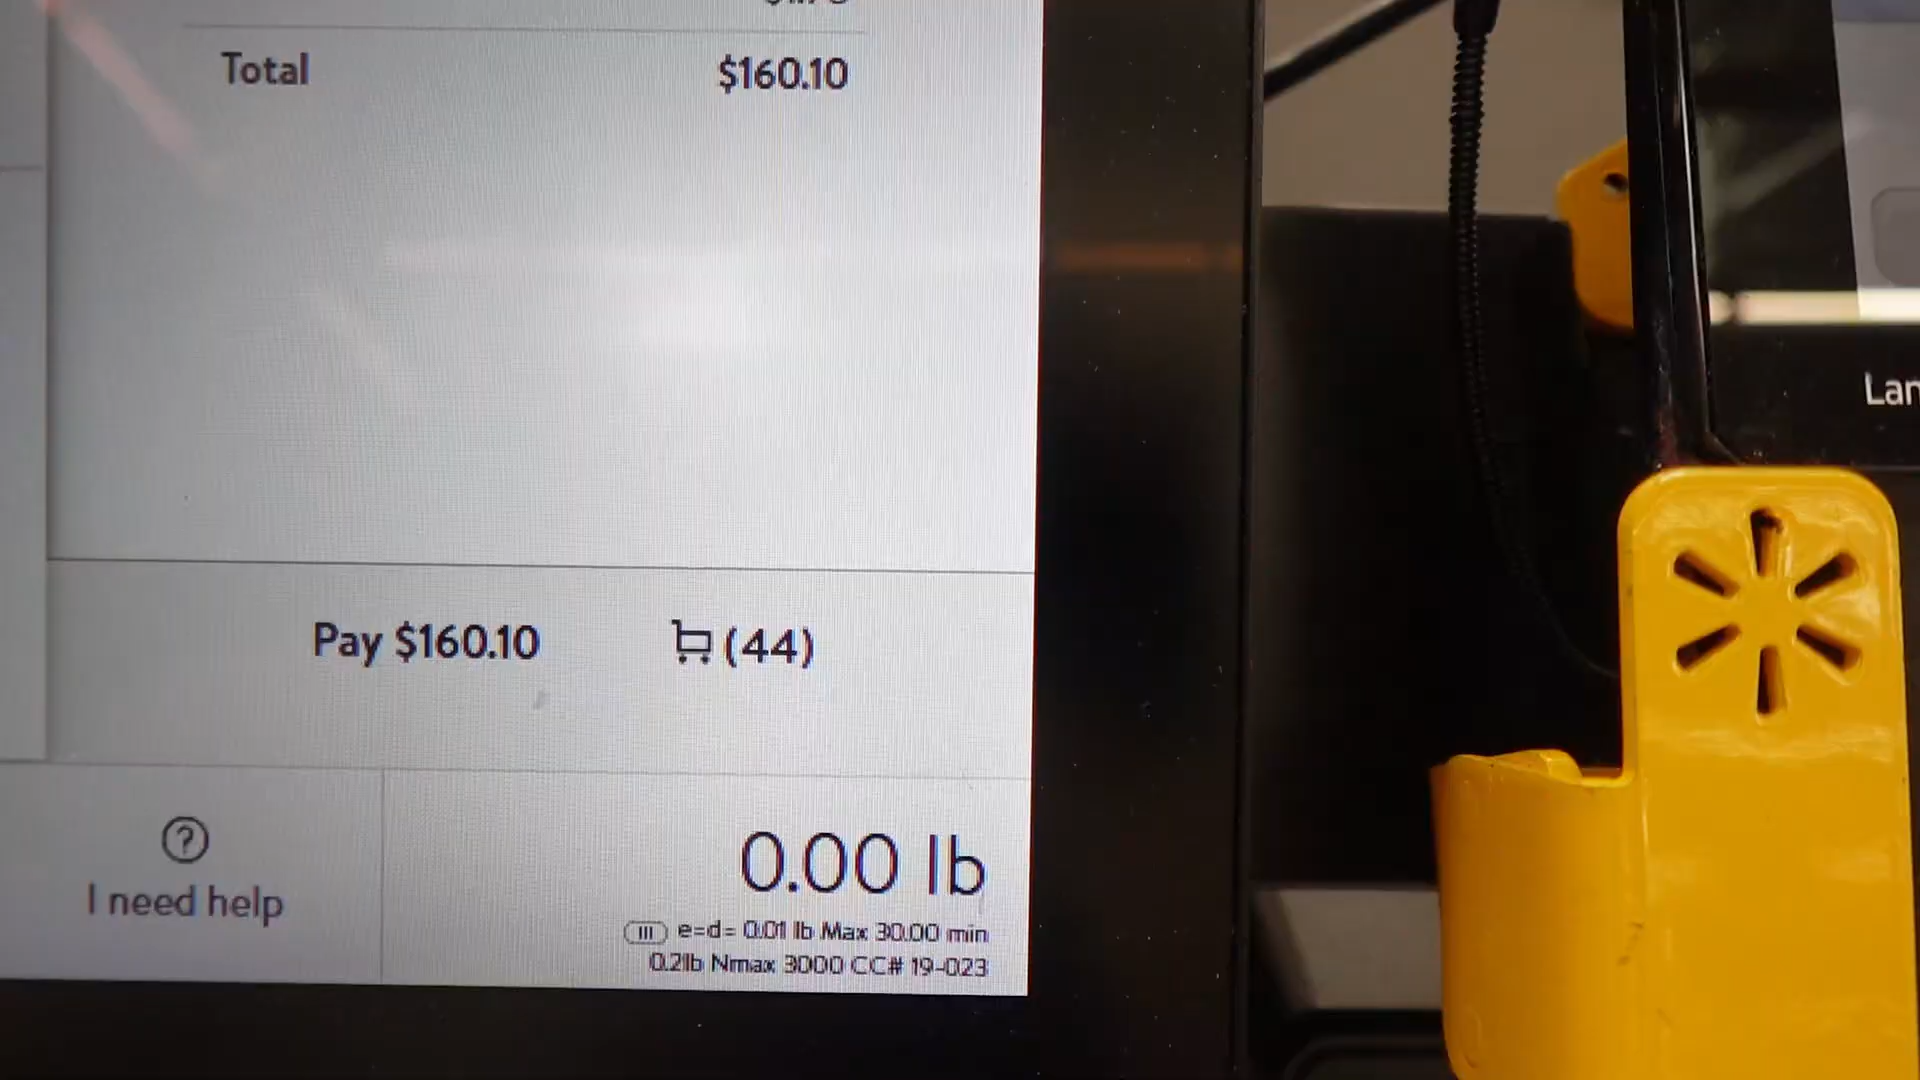 Total $160.10
Pay $160.10 (44)
I need help
0.00 lb
e=d= 0.01 lb Max 30.00 min
0.2lb Nmax 3000 CC# 19-023